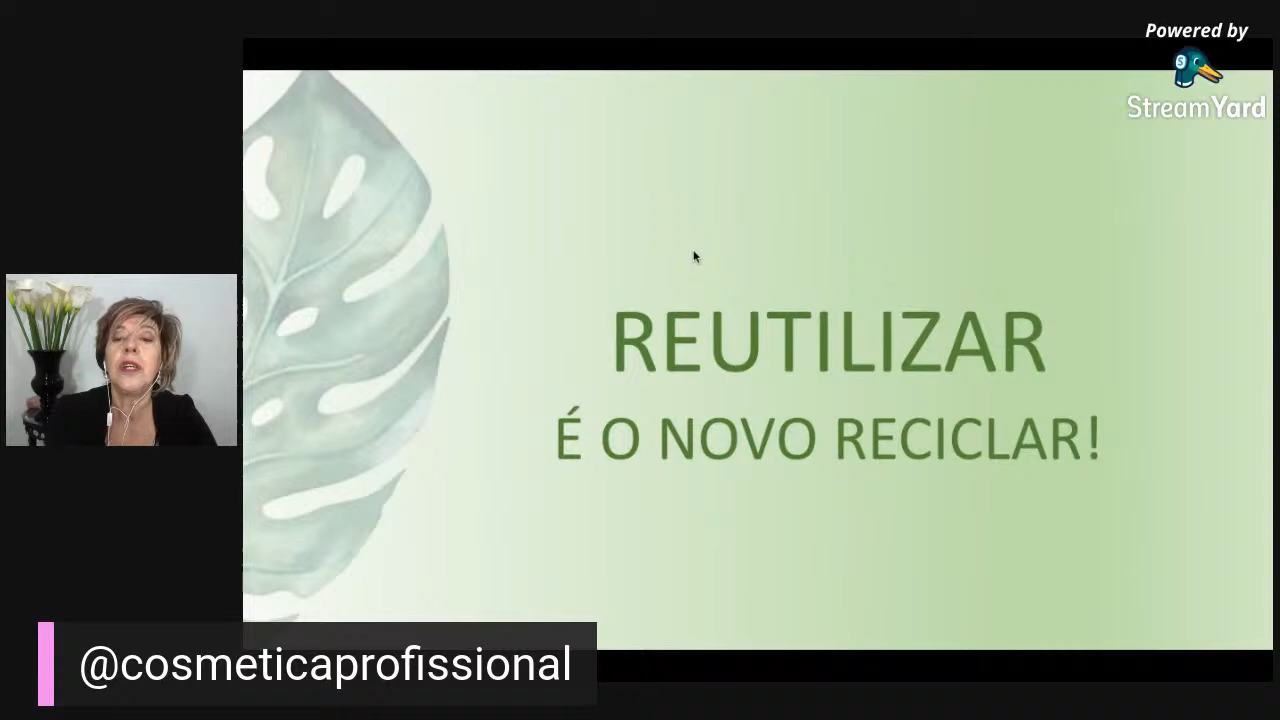 Powered by
StreamYard
REUTILIZAR
É O NOVO RECICLAR!
@cosmeticaprofissional